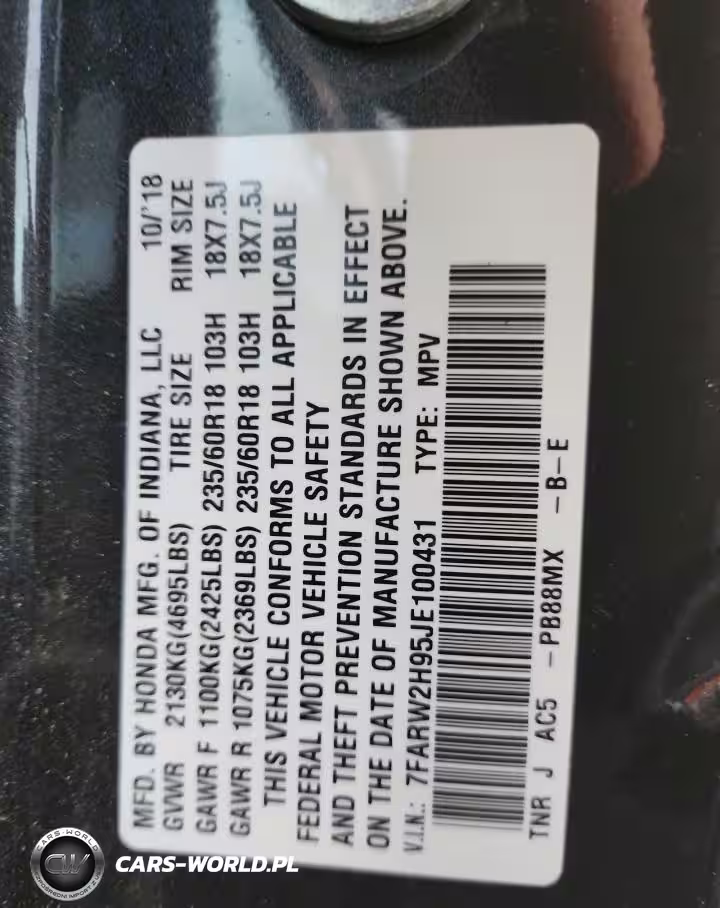 MFD. BY HONDA MFG. OF INDIANA, LLC 10/'18
GVWR 2130KG(4695LBS) TIRE SIZE RIM SIZE
GAWR F 1100KG(2425LBS) 235/60R18 103H 18X7.5J
GAWR R 1075KG(2369LBS) 235/60R18 103H 18X7.5J
THIS VEHICLE CONFORMS TO ALL APPLICABLE
FEDERAL MOTOR VEHICLE SAFETY
AND THEFT PREVENTION STANDARDS IN EFFECT
ON THE DATE OF MANUFACTURE SHOWN ABOVE.
V.I.N.: 7FARW2H95JE100431 TYPE: MPV
TNR J AC5 -PB88MX -B-E
CARS-WORLD
CW
CARS-WORLD.PL